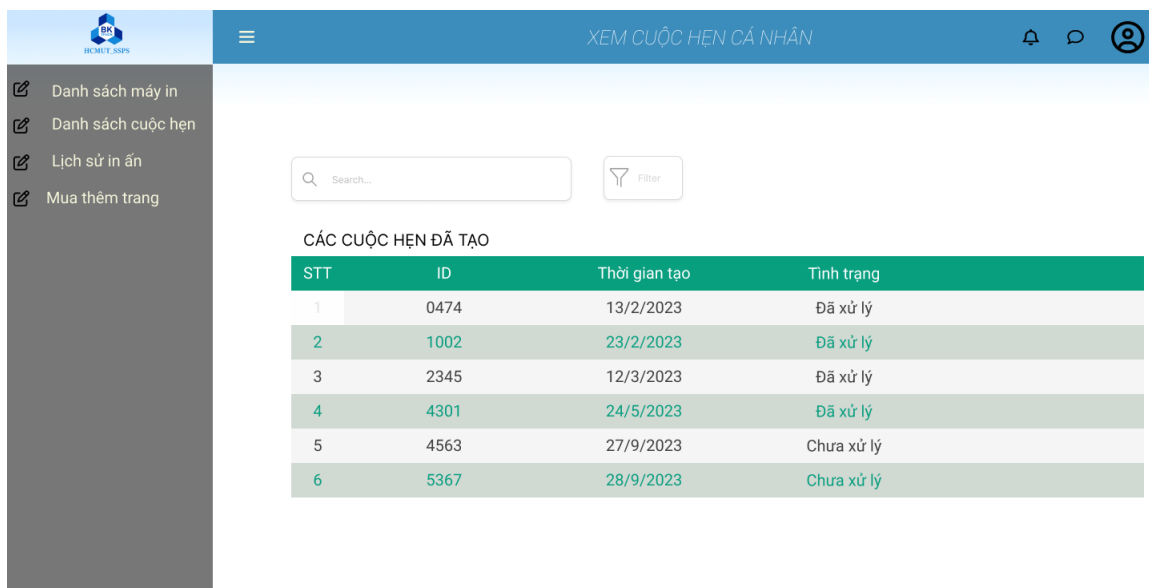 BK
HCMUT_SSPS
XEM CUỘC HẸN CÁ NHÂN
Danh sách máy in
Danh sách cuộc hẹn
Lịch sử in ấn
Mua thêm trang
Search...
Filter
CÁC CUỘC HẸN ĐÃ TẠO
STT ID Thời gian tạo Tình trạng
1 0474 13/2/2023 Đã xử lý
2 1002 23/2/2023 Đã xử lý
3 2345 12/3/2023 Đã xử lý
4 4301 24/5/2023 Đã xử lý
5 4563 27/9/2023 Chưa xử lý
6 5367 28/9/2023 Chưa xử lý